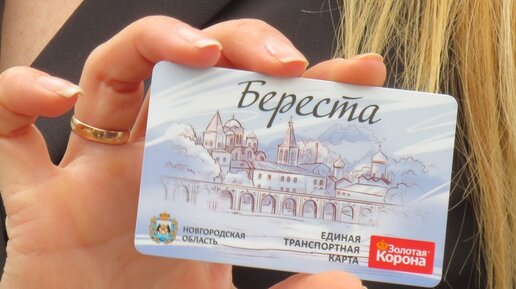 Береста
НОВГОРОДСКАЯ
ОБЛАСТЬ
ЕДИНАЯ
ТРАНСПОРТНАЯ
КАРТА
Золотая
Корона